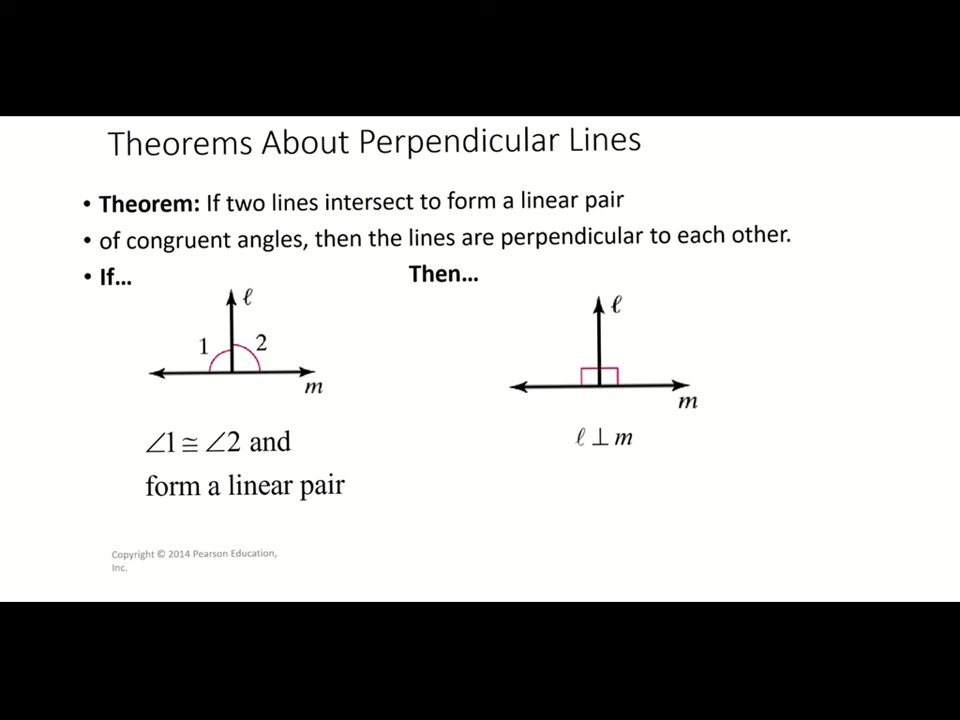 Theorems About Perpendicular Lines
• Theorem: If two lines intersect to form a linear pair
• of congruent angles, then the lines are perpendicular to each other.
• If... Then...
ℓ ℓ
1 2
m m
∠1 ≅ ∠2 and ℓ ⊥ m
form a linear pair
Copyright © 2014 Pearson Education,
Inc.